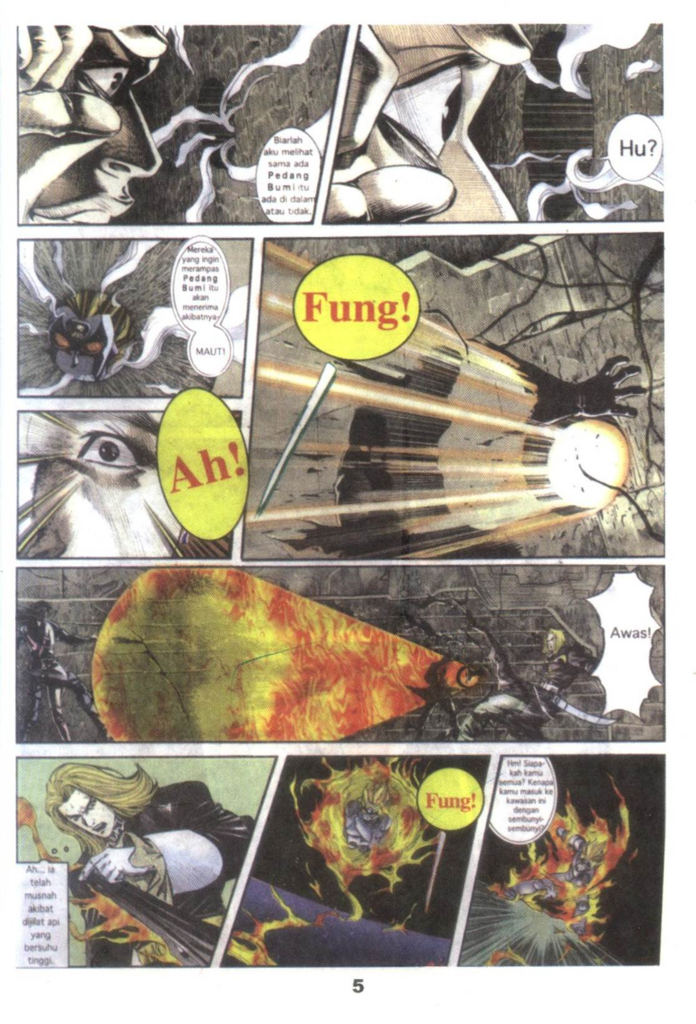 Biarlah
aku melihat
sama ada
Pedang
Bumi itu
ada di dalam
atau tidak.
Hu?
Mereka
yang ingin
merampas
Pedang
Bumi itu
akan
menerima
akibatnya-
MAUT!
Fung!
Ah!
Awas!
Ah... ia
telah
musnah
akibat
dijilat api
yang
bersuhu
tinggi.
Fung!
Hm! Siapa-
kah kamu
semua? Kenapa
kamu masuk ke
kawasan ini
dengan
sembunyi-
sembunyi?
5